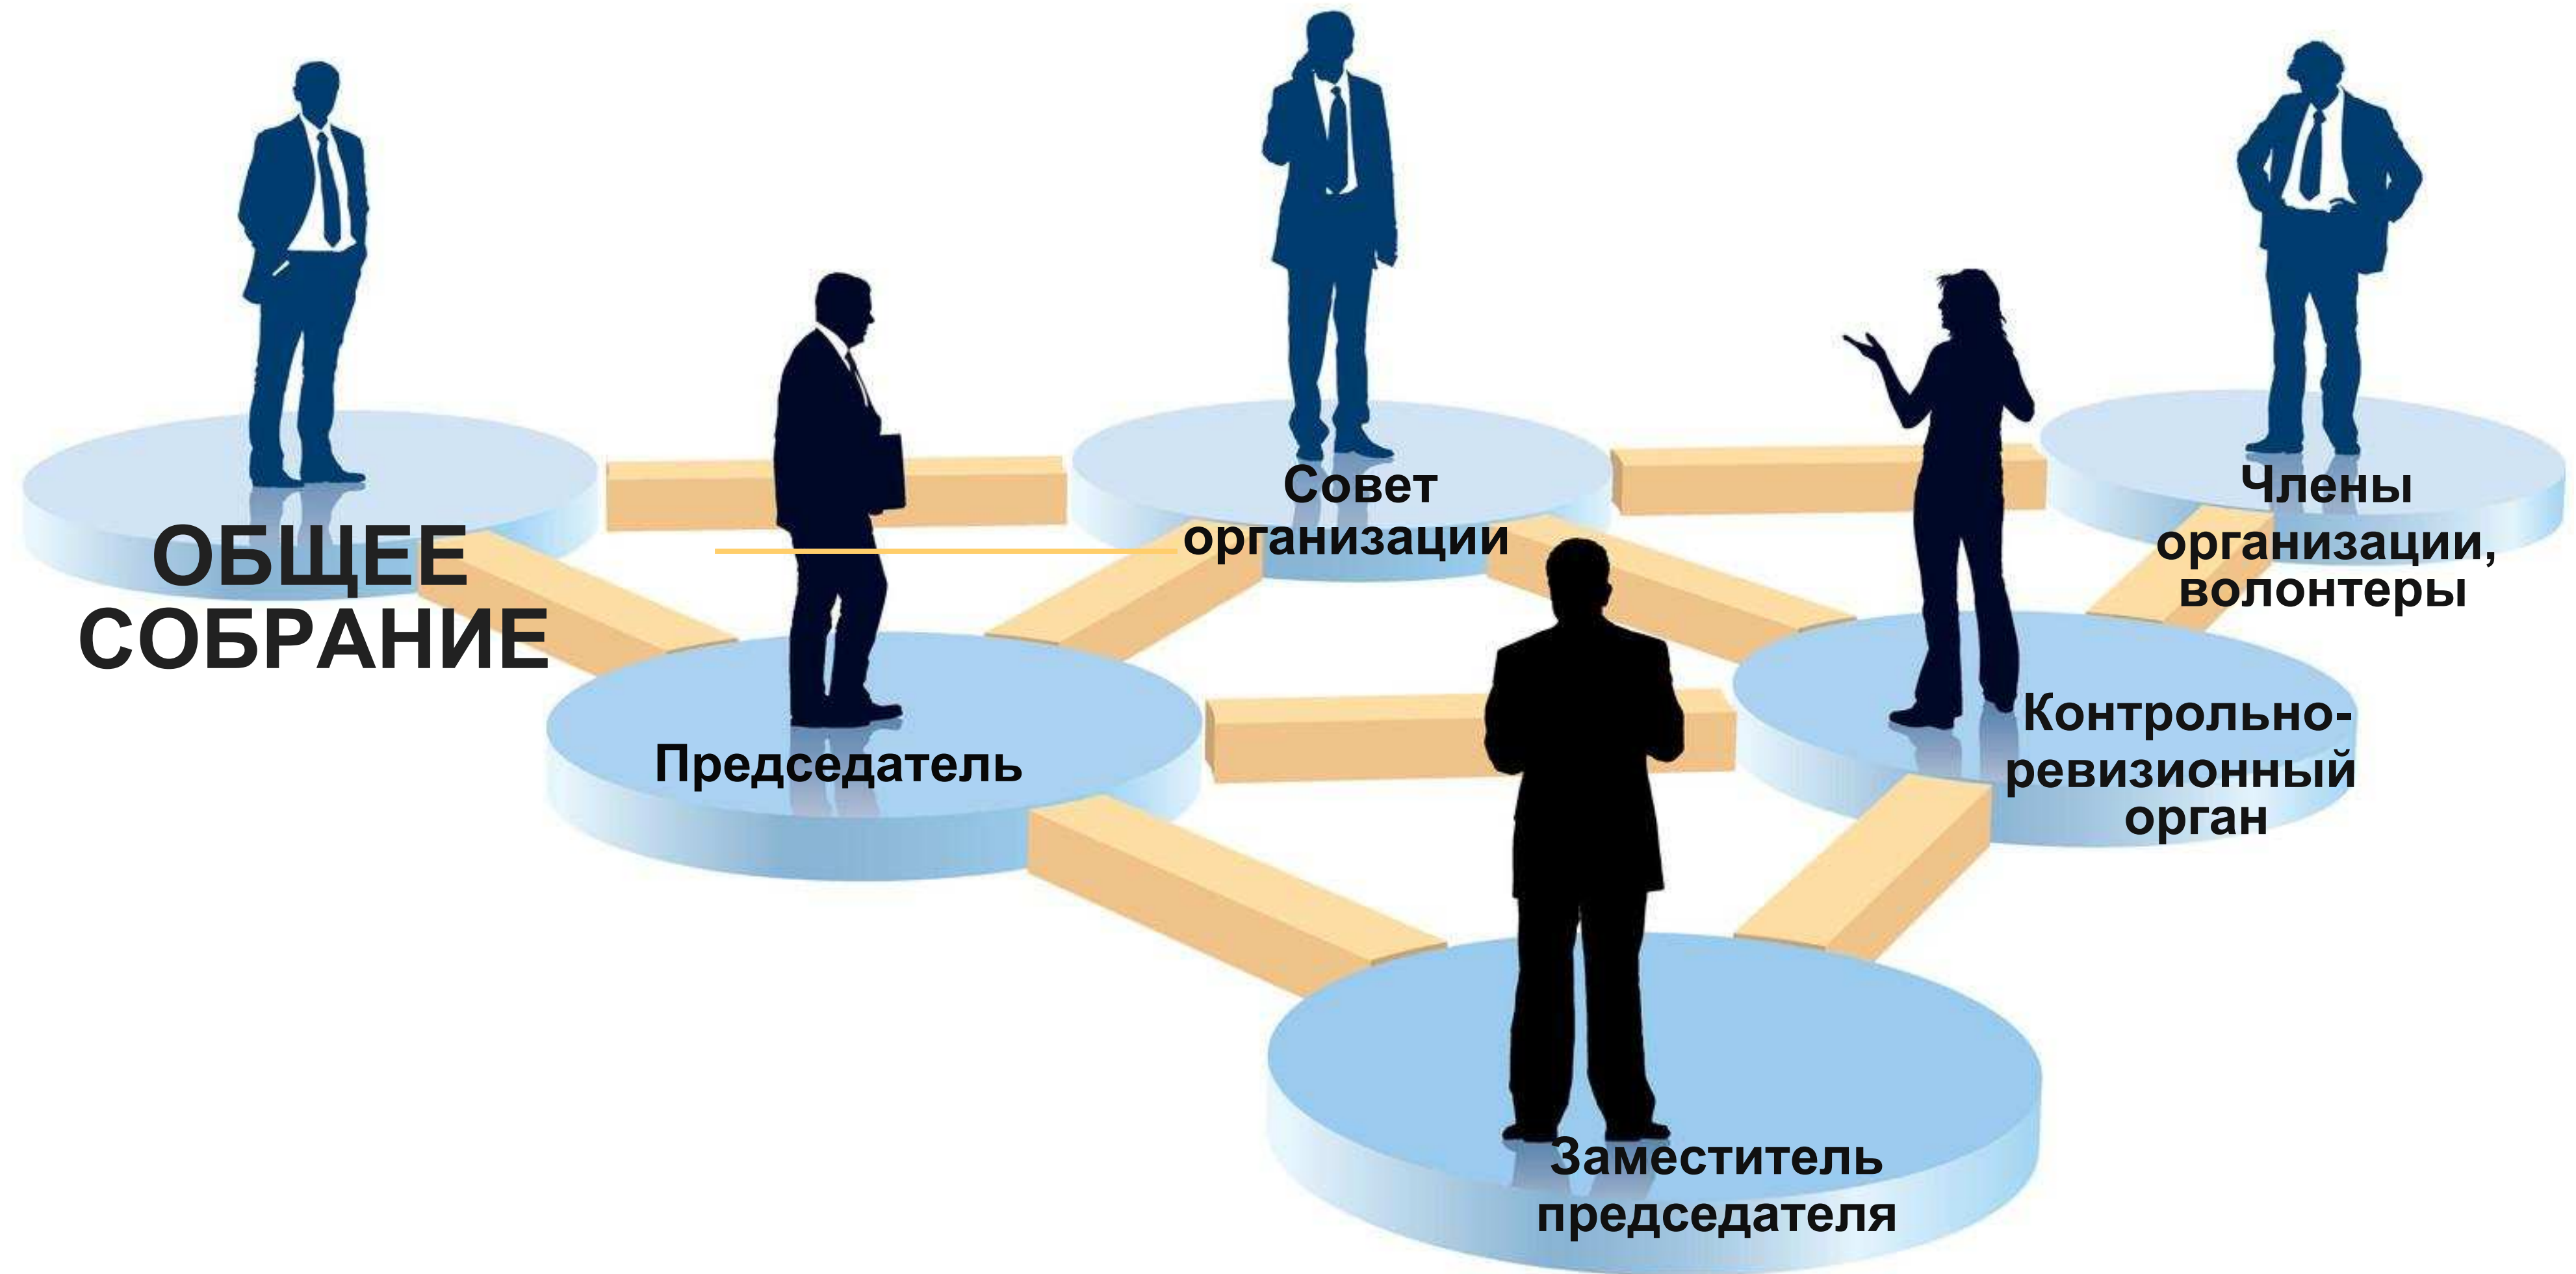 ОБЩЕЕ
СОБРАНИЕ
Совет
организации
Члены
организации,
волонтеры
Председатель
Контрольно-
ревизионный
орган
Заместитель
председателя